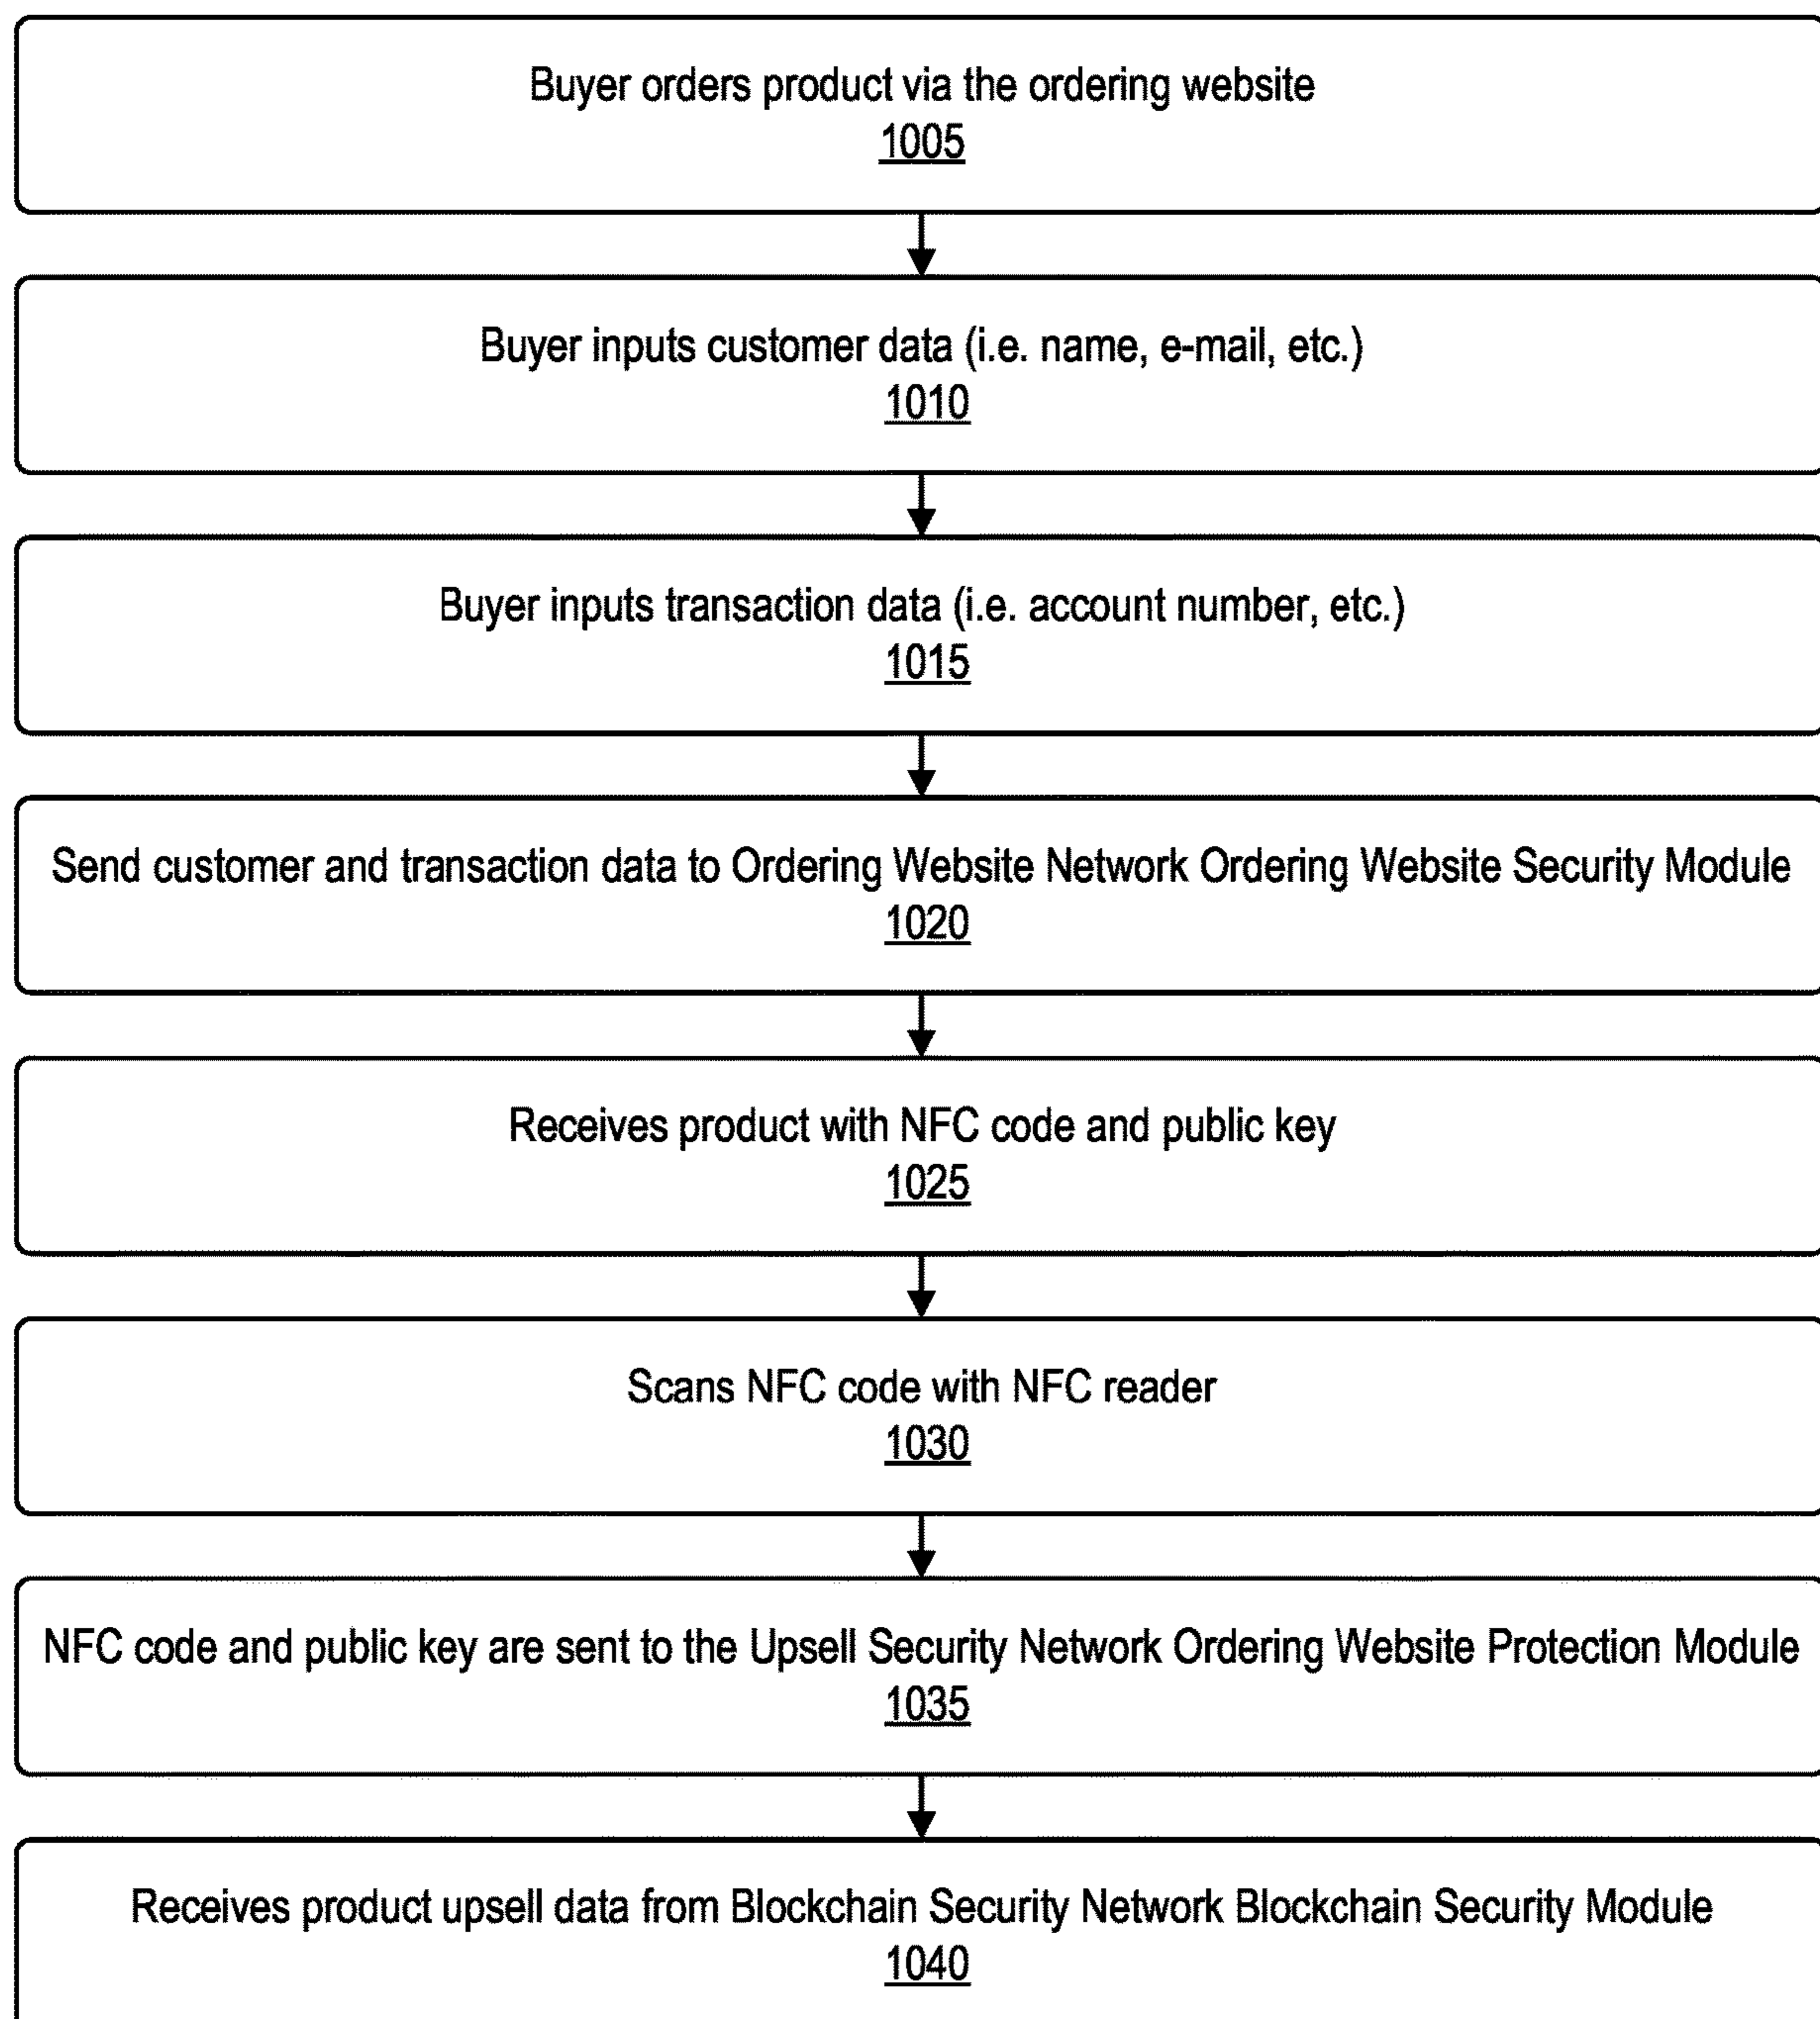 Buyer orders product via the ordering website
1005
Buyer inputs customer data (i.e. name, e-mail, etc.)
1010
Buyer inputs transaction data (i.e. account number, etc.)
1015
Send customer and transaction data to Ordering Website Network Ordering Website Security Module
1020
Receives product with NFC code and public key
1025
Scans NFC code with NFC reader
1030
NFC code and public key are sent to the Upsell Security Network Ordering Website Protection Module
1035
Receives product upsell data from Blockchain Security Network Blockchain Security Module
1040